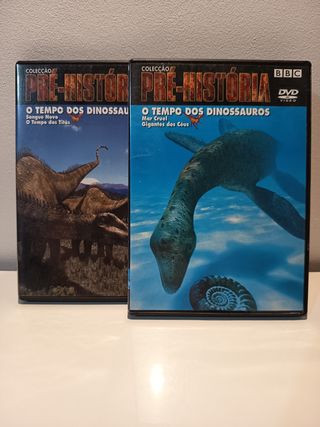 COLECÇÃO
PRÉ-HISTÓRI
O TEMPO DOS DINOSSAU
Sangue Novo
O Tempo dos Titãs
COLECÇÃO
PRÉ-HISTÓRIA
BBC
DVD
VIDEO
O TEMPO DOS DINOSSAUROS
Mar Cruel
Gigantes dos Céus